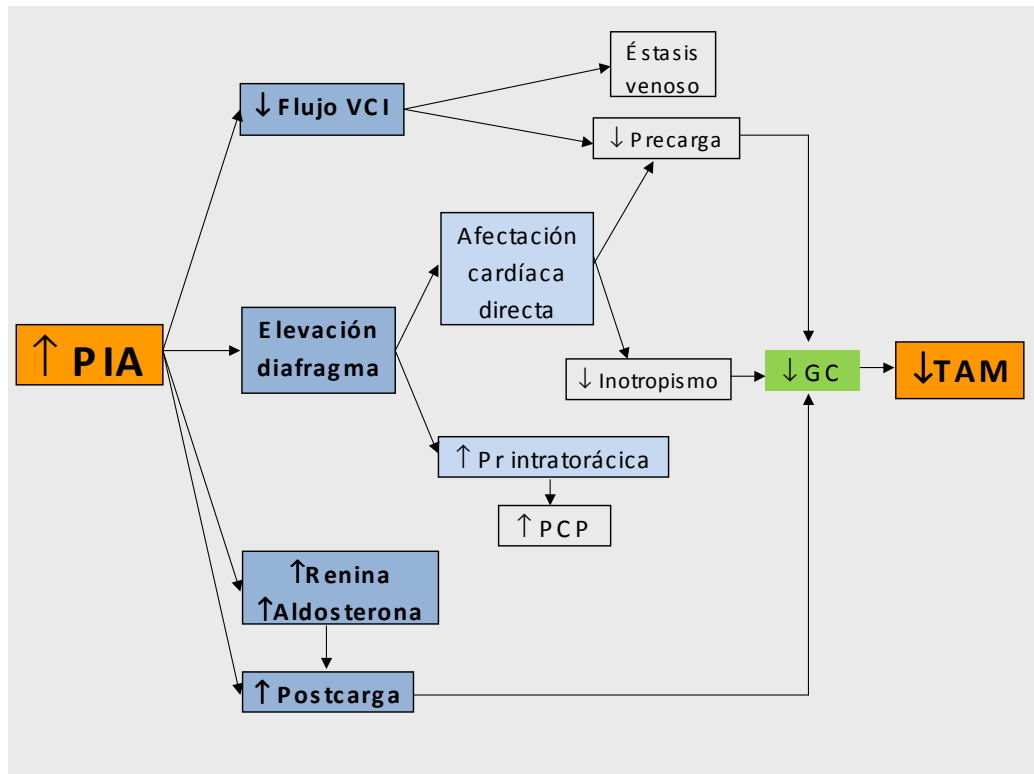 Éstasis
venoso
↓ Flujo VCI
↓ Precarga
Afectación
cardíaca
directa
Elevación
diafragma
↑ PIA
↓ Inotropismo
↓ GC
↓TAM
↑ Pr intratorácica
↑ PCP
↑Renina
↑Aldosterona
↑ Postcarga